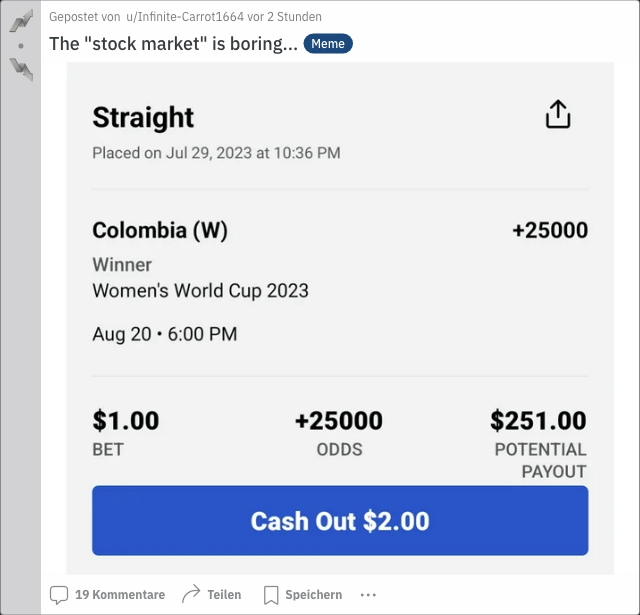 Gepostet von u/Infinite-Carrot1664 vor 2 Stunden
The "stock market" is boring... Meme
Straight
Placed on Jul 29, 2023 at 10:36 PM
Colombia (W) +25000
Winner
Women's World Cup 2023
Aug 20 • 6:00 PM
$1.00 +25000 $251.00
BET ODDS POTENTIAL
PAYOUT
Cash Out $2.00
19 Kommentare Teilen Speichern ...